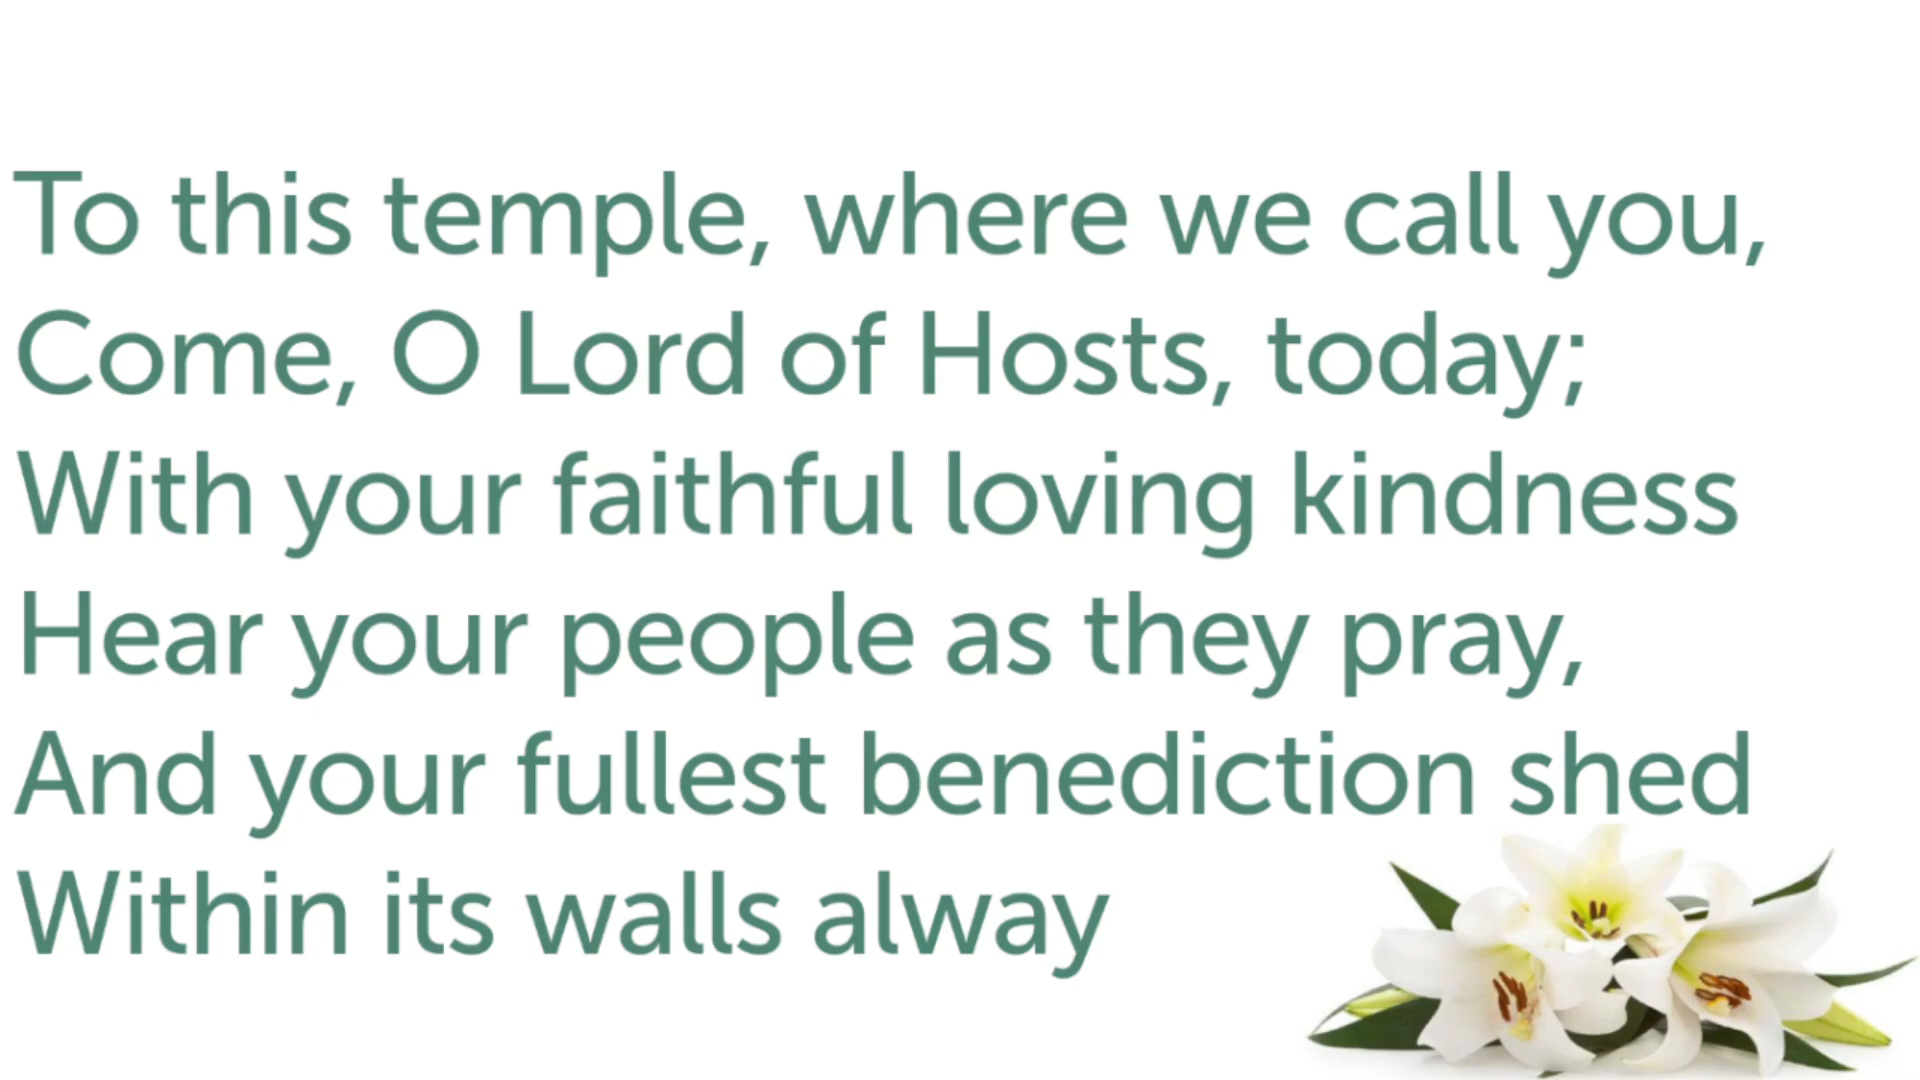 To this temple, where we call you,
Come, O Lord of Hosts, today;
With your faithful loving kindness
Hear your people as they pray,
And your fullest benediction shed
Within its walls alway